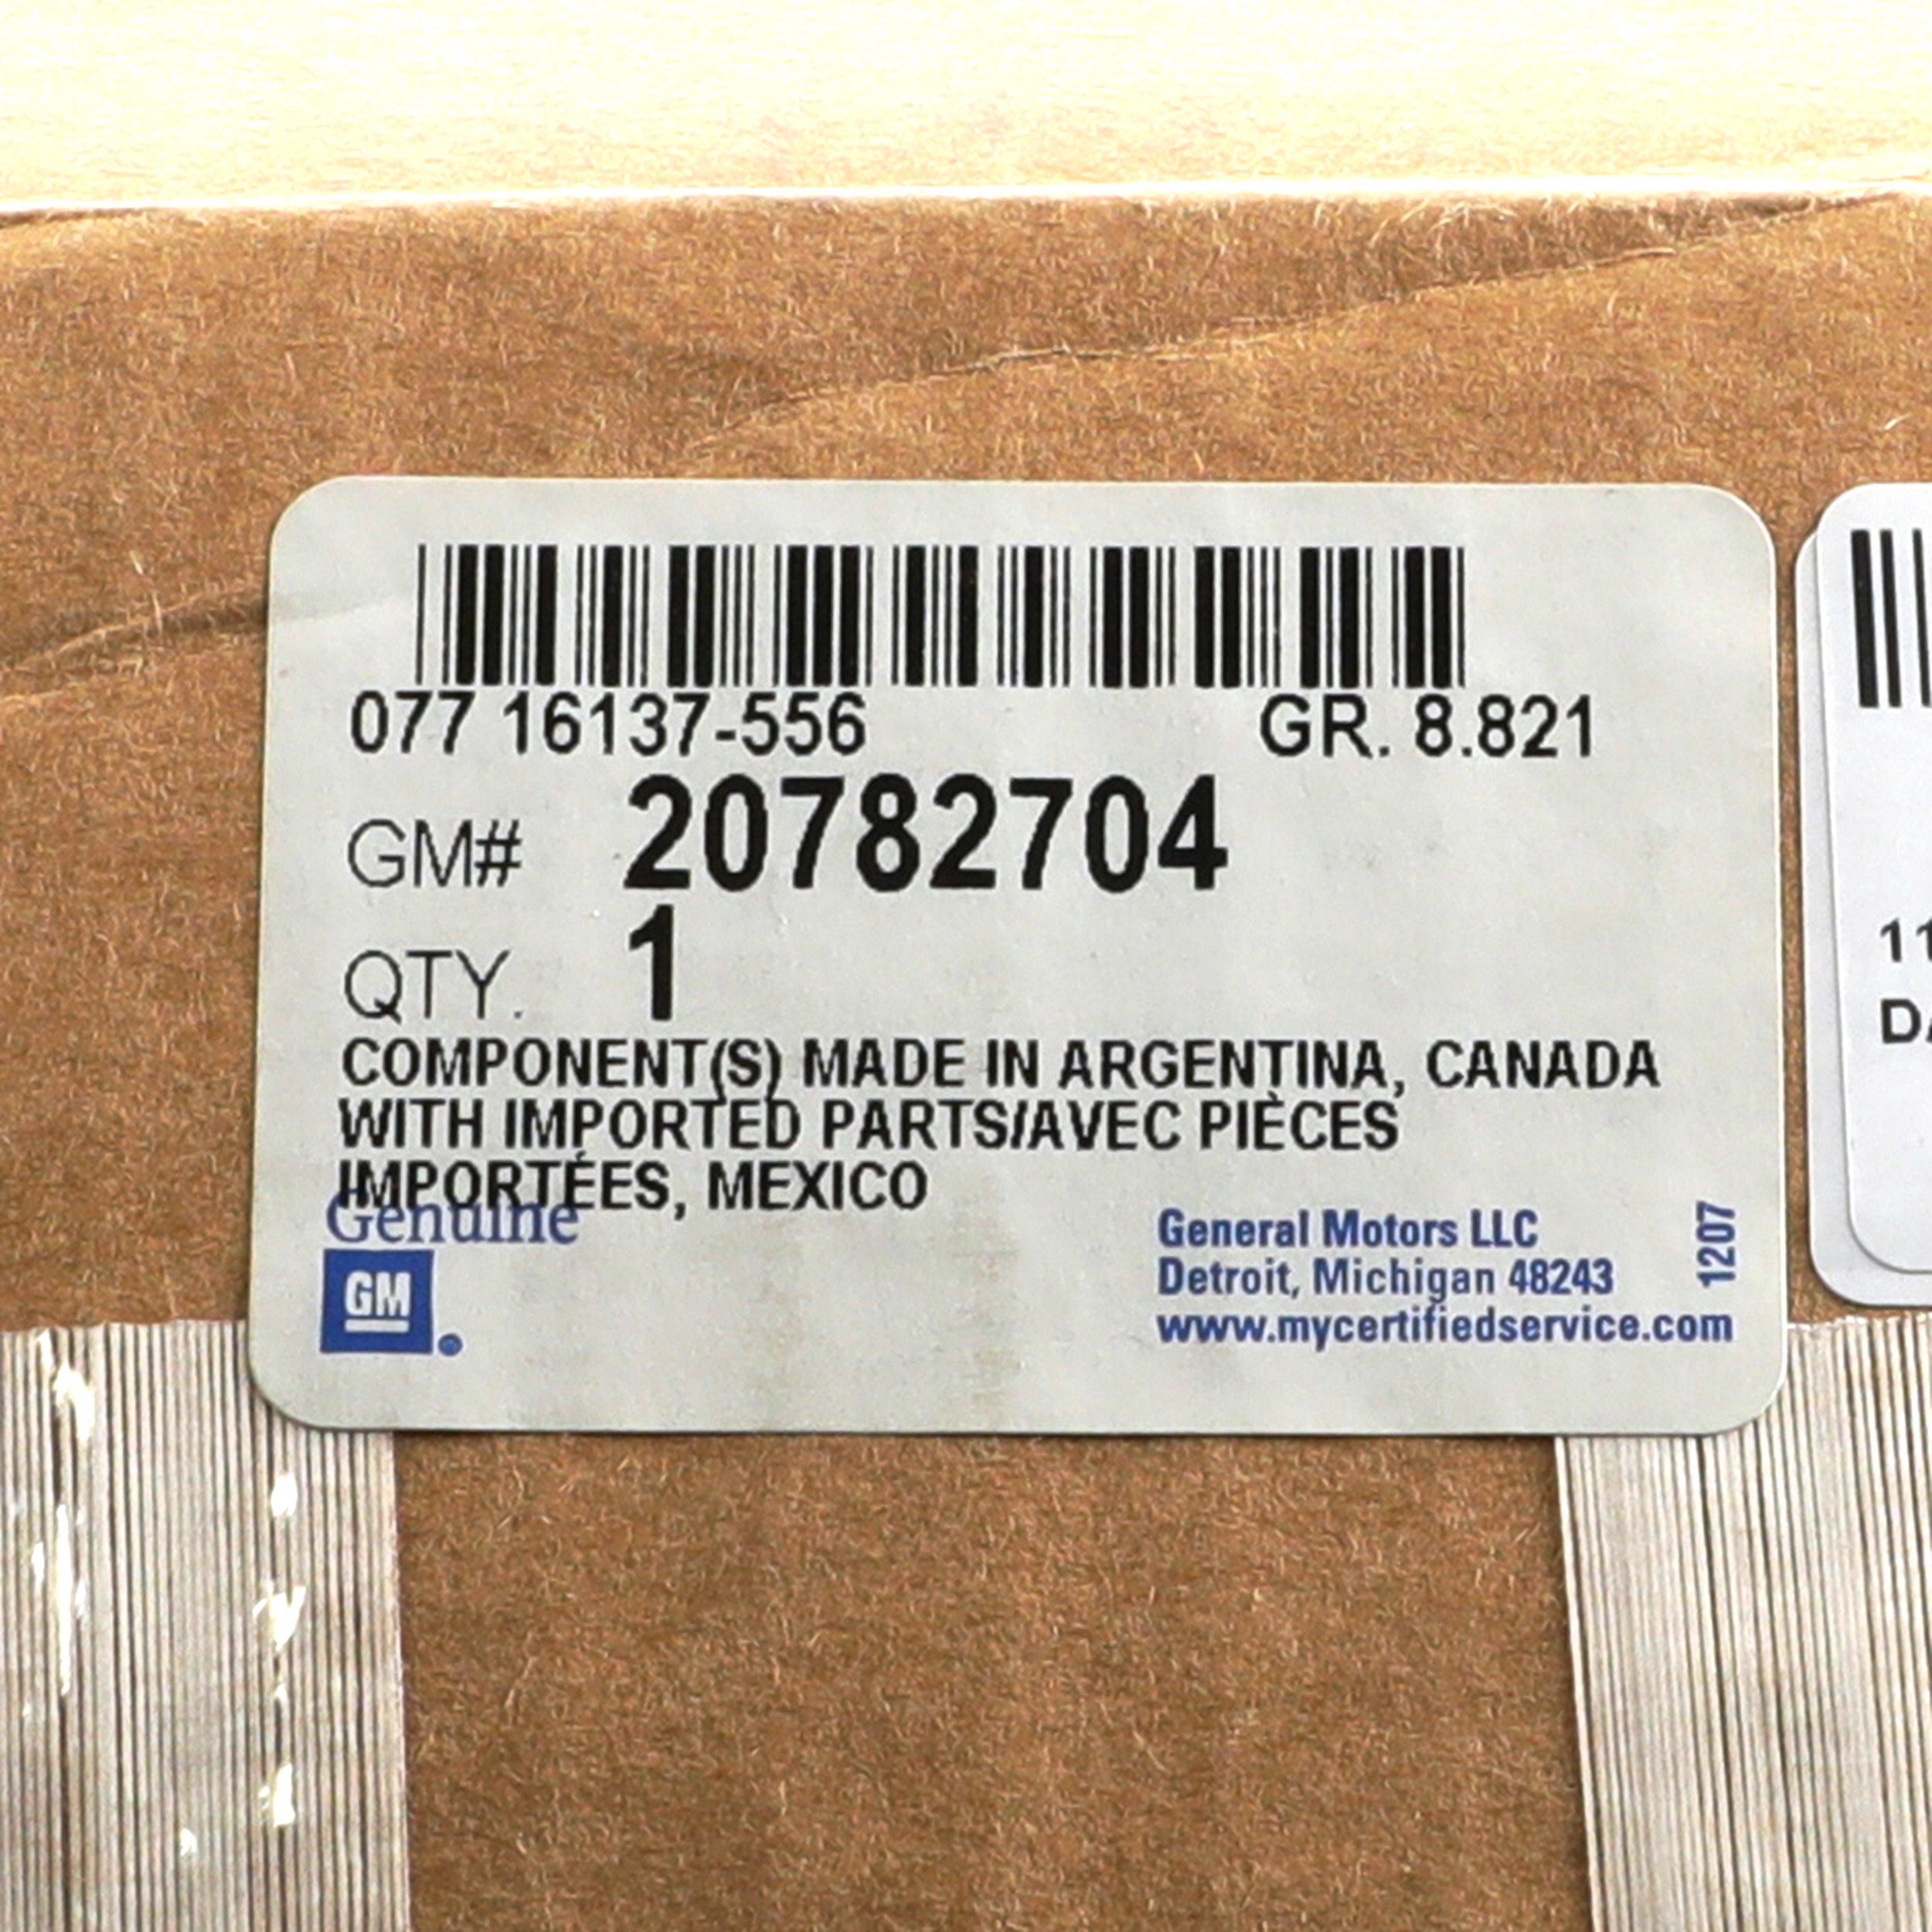 077 16137-556 GR. 8.821
GM# 20782704
QTY. 1
COMPONENT(S) MADE IN ARGENTINA, CANADA
WITH IMPORTED PARTS/AVEC PIÈCES
IMPORTÉES, MEXICO
Genuine
GM
General Motors LLC
Detroit, Michigan 48243
www.mycertifiedservice.com
1207
11